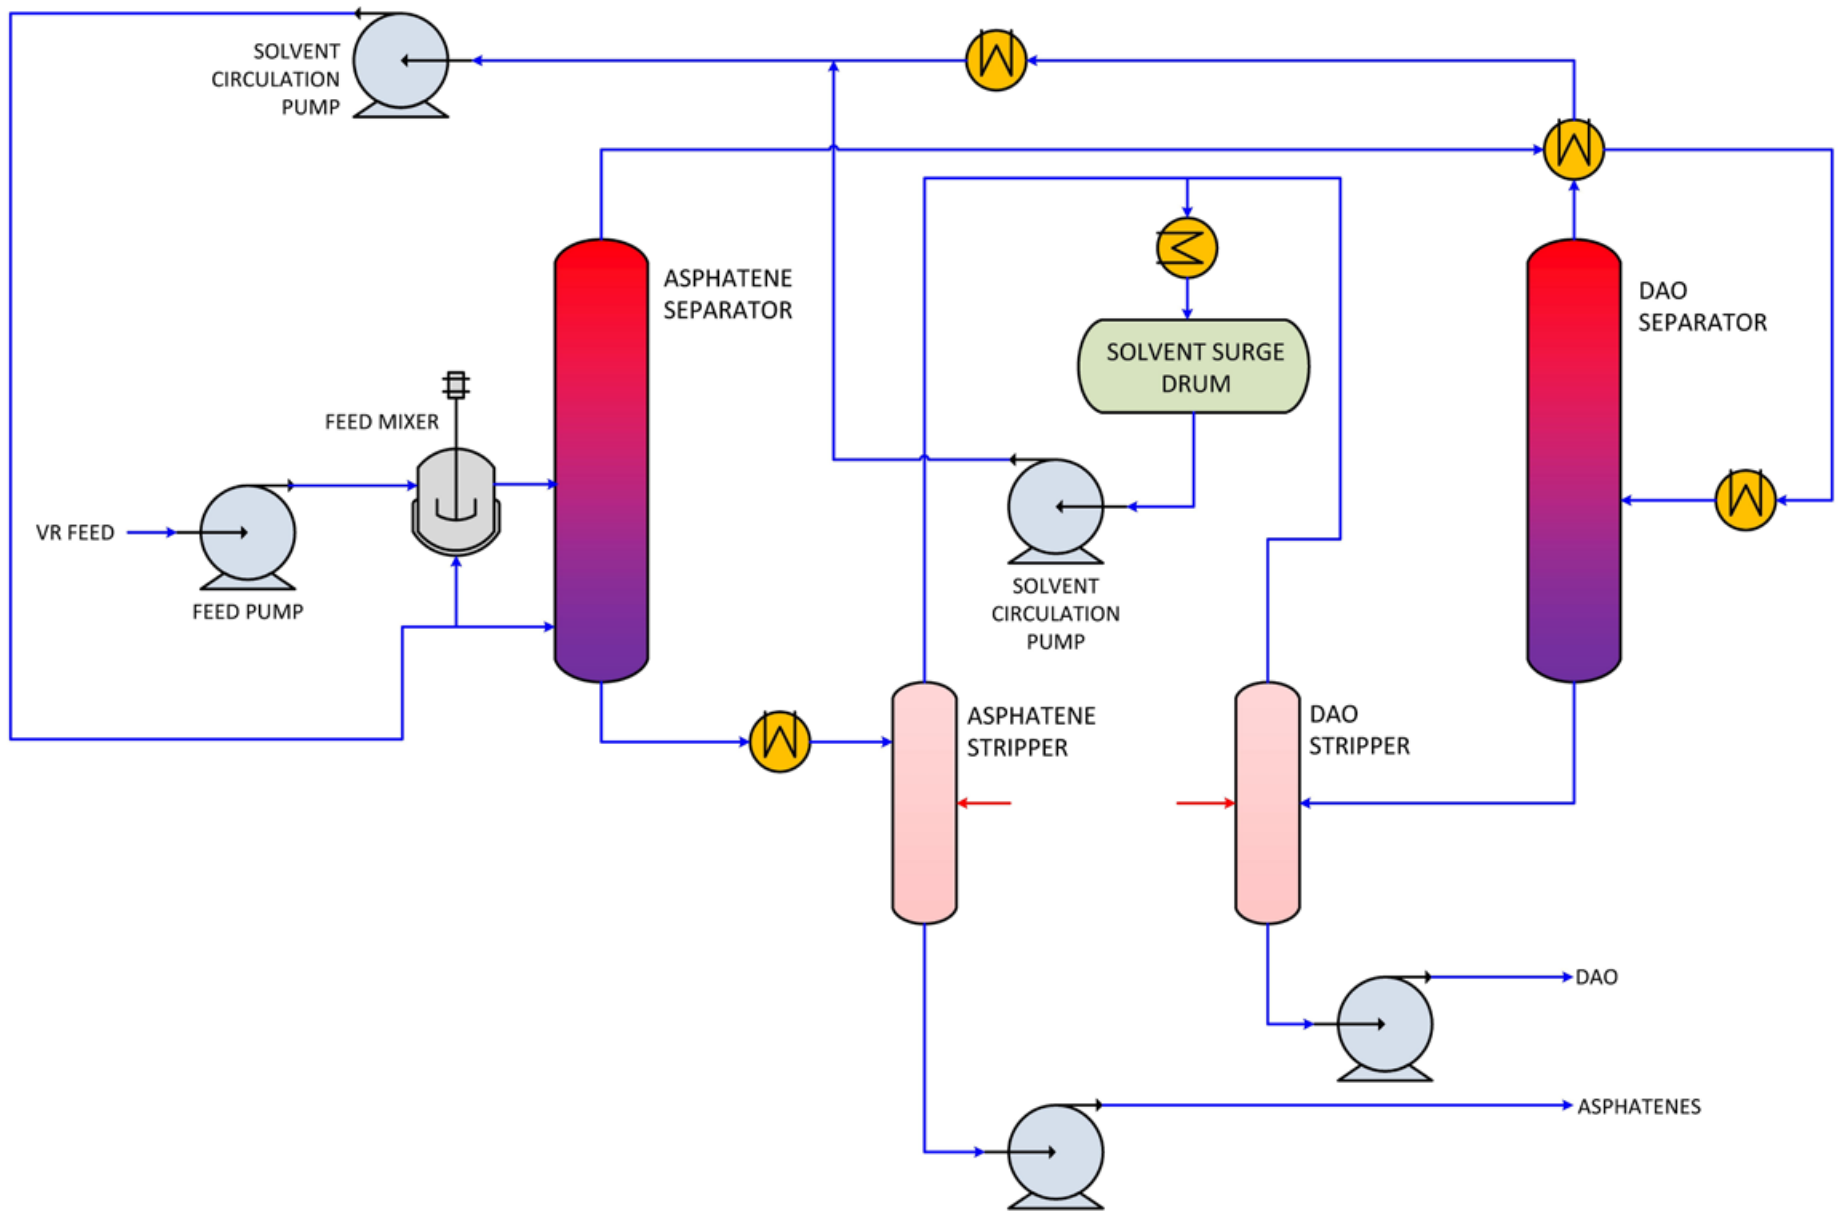 SOLVENT
CIRCULATION
PUMP
ASPHATENE
SEPARATOR
DAO
SEPARATOR
SOLVENT SURGE
DRUM
FEED MIXER
VR FEED
FEED PUMP
SOLVENT
CIRCULATION
PUMP
ASPHATENE
STRIPPER
DAO
STRIPPER
DAO
ASPHATENES